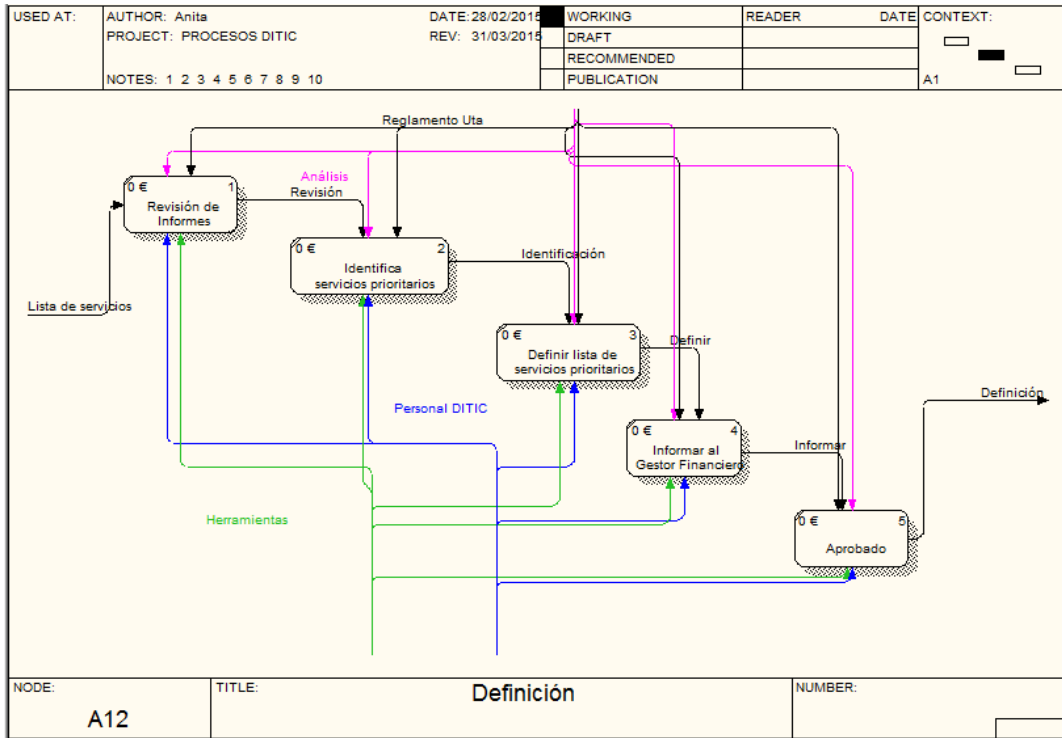 USED AT:
AUTHOR: Anita
DATE: 28/02/2015
WORKING
READER
DATE
CONTEXT:
PROJECT: PROCESOS DITIC
REV: 31/03/2015
DRAFT
RECOMMENDED
NOTES: 1 2 3 4 5 6 7 8 9 10
PUBLICATION
A1
Reglamento Uta
Análisis
0 €
1
Revisión de
Informes
Revisión
0 €
2
Identifica
servicios prioritarios
Identificación
Lista de servicios
0 €
3
Definir lista de
servicios prioritarios
Definir
Definición
Personal DITIC
0 €
4
Informar al
Gestor Financiero
Informar
Herramientas
0 €
5
Aprobado
NODE:
A12
TITLE:
Definición
NUMBER: